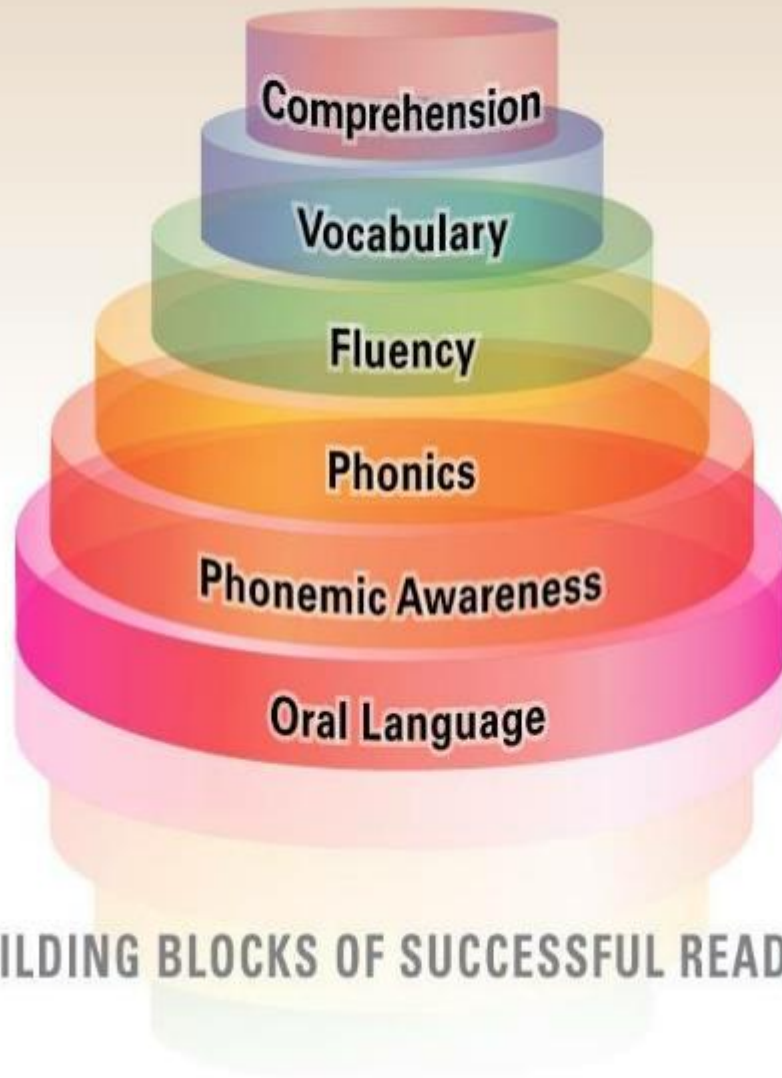 Comprehension
Vocabulary
Fluency
Phonics
Phonemic Awareness
Oral Language
ILDING BLOCKS OF SUCCESSFUL READ